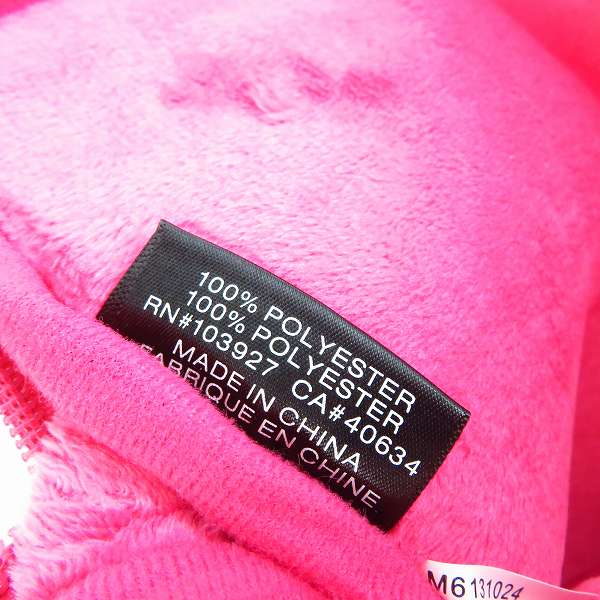 100% POLYESTER
100% POLYESTER
RN#103927 CA#40634
MADE IN CHINA
FABRIQUE EN CHINE
M6 131024